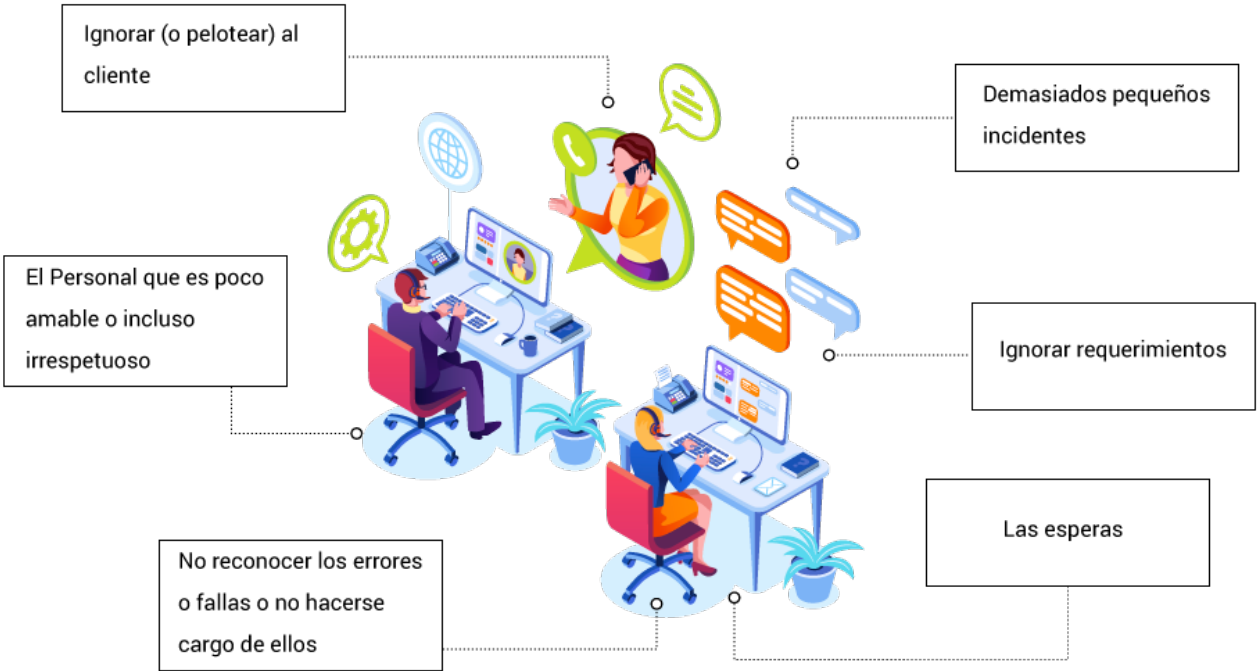 Ignorar (o pelotear) al
cliente
Demasiados pequeños
incidentes
El Personal que es poco
amable o incluso
irrespetuoso
Ignorar requerimientos
Las esperas
No reconocer los errores
o fallas o no hacerse
cargo de ellos